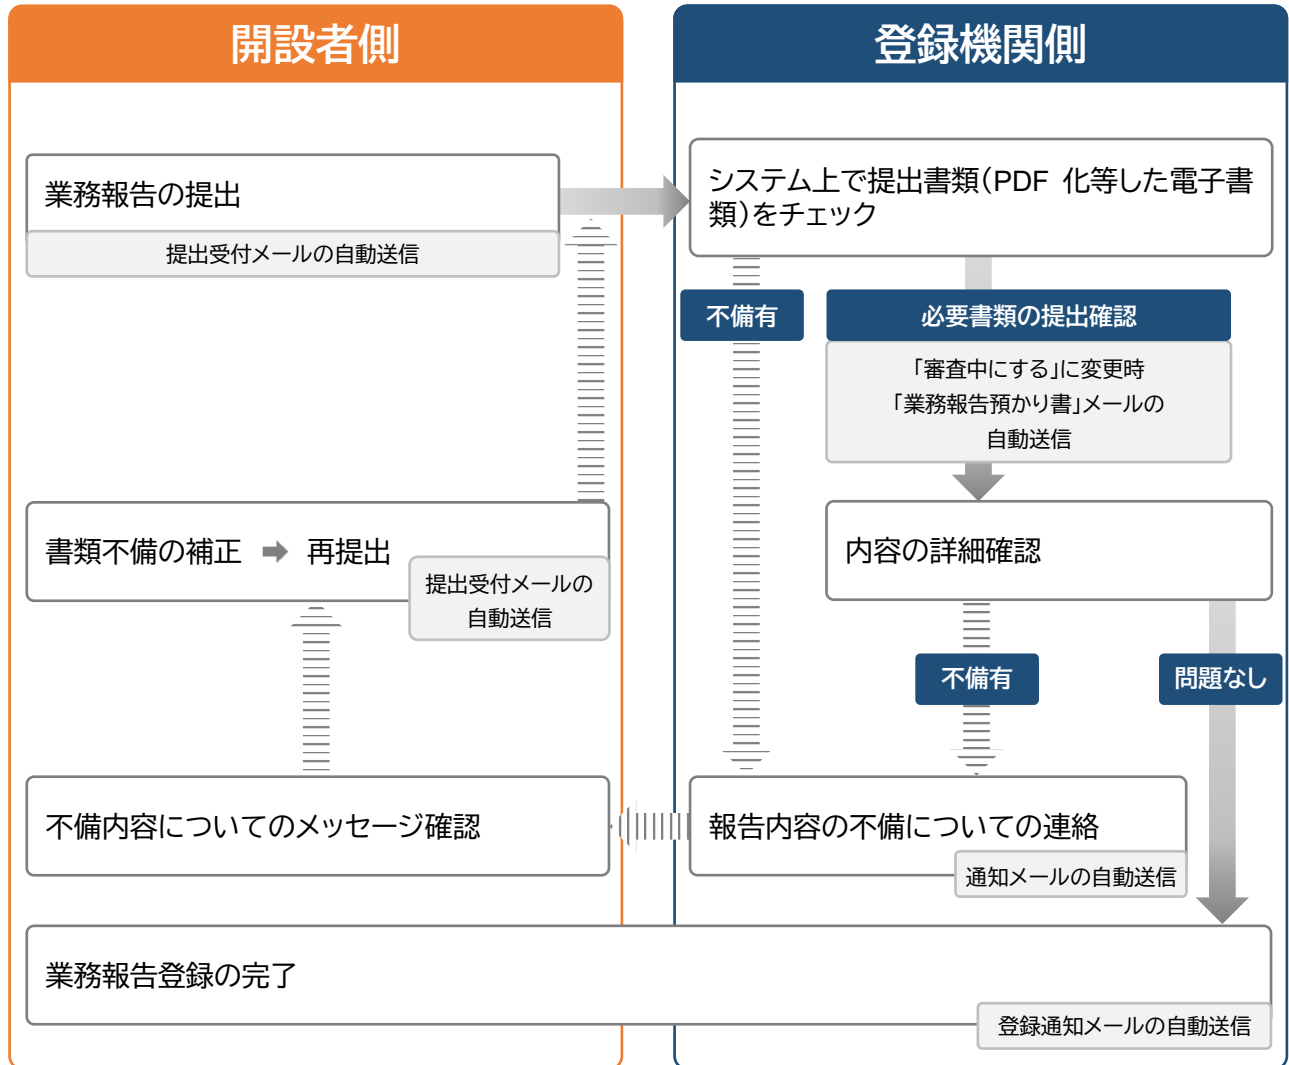 開設者側
登録機関側
業務報告の提出
提出受付メールの自動送信
システム上で提出書類（PDF 化等した電子書
類）をチェック
不備有
必要書類の提出確認
「審査中にする」に変更時
「業務報告預かり書」メールの
自動送信
書類不備の補正 ➡ 再提出
提出受付メールの
自動送信
内容の詳細確認
不備有
問題なし
不備内容についてのメッセージ確認
報告内容の不備についての連絡
通知メールの自動送信
業務報告登録の完了
登録通知メールの自動送信